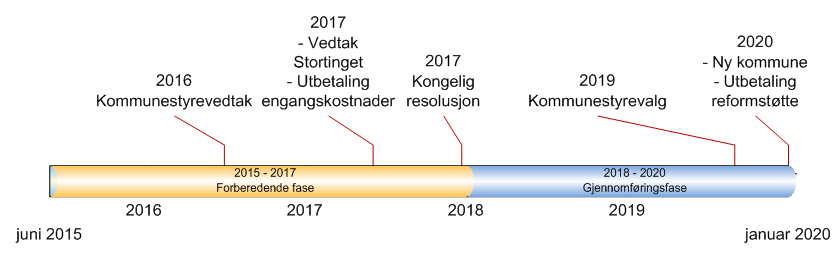 2016
Kommunestyrevedtak
2017
- Vedtak
Stortinget
- Utbetaling
engangskostnader
2017
Kongelig
resolusjon
2019
Kommunestyrevalg
2020
- Ny kommune
- Utbetaling
reformstøtte
2015 - 2017
Forberedende fase
2018 - 2020
Gjennomføringsfase
2016
2017
2018
2019
juni 2015
januar 2020